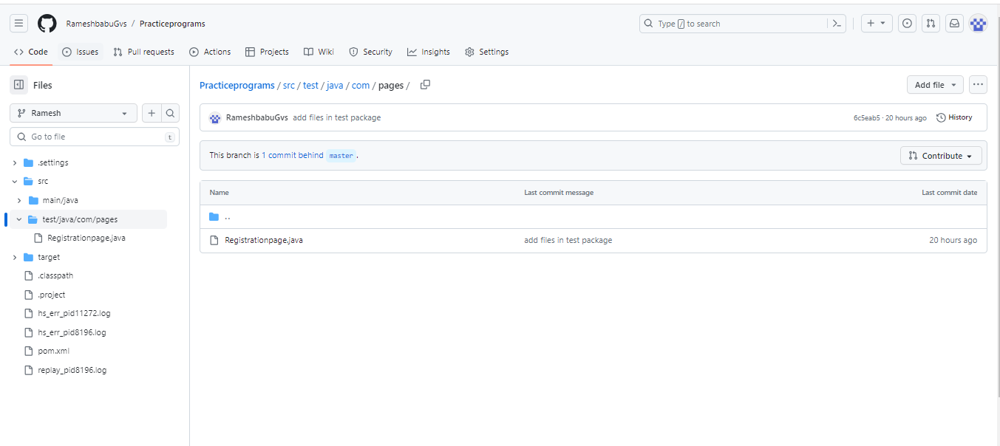 RameshbabuGvs / Practiceprograms
Type / to search
Code
Issues
Pull requests
Actions
Projects
Wiki
Security
Insights
Settings
Files
Ramesh
Go to file
t
.settings
src
main/java
test/java/com/pages
Registrationpage.java
target
.classpath
.project
hs_err_pid11272.log
hs_err_pid8196.log
pom.xml
replay_pid8196.log
Practiceprograms / src / test / java / com / pages /
Add file
RameshbabuGvs add files in test package
6c5eab5 · 20 hours ago
History
This branch is 1 commit behind master .
Contribute
Name Last commit message Last commit date
..
Registrationpage.java add files in test package 20 hours ago